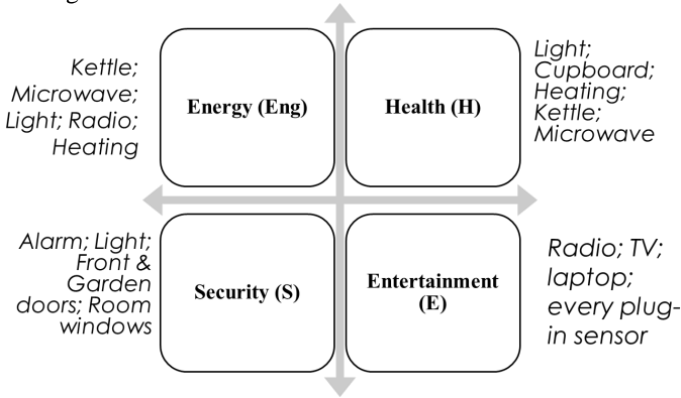 Kettle;
Microwave;
Light; Radio;
Heating
Energy (Eng)
Health (H)
Light;
Cupboard;
Heating;
Kettle;
Microwave
Alarm; Light;
Front &
Garden
doors; Room
windows
Security (S)
Entertainment
(E)
Radio; TV;
laptop;
every plug-
in sensor